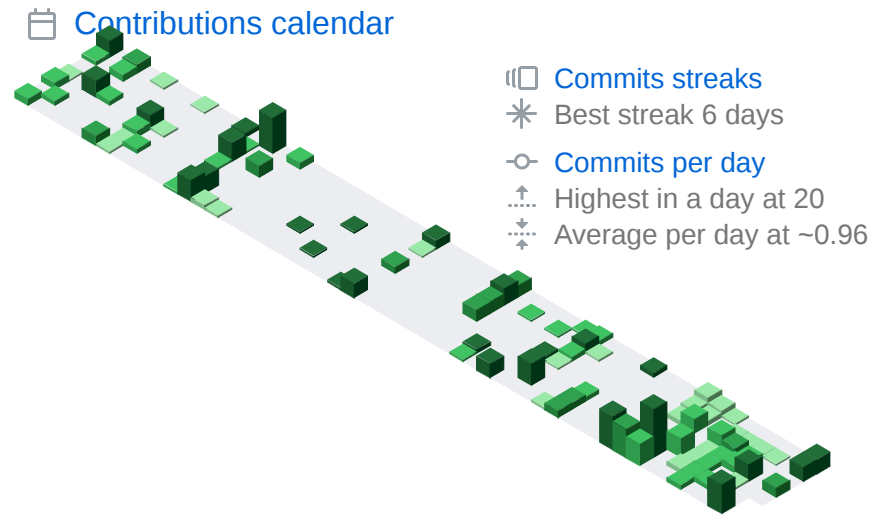 Contributions calendar
Commits streaks
Best streak 6 days
Commits per day
Highest in a day at 20
Average per day at ~0.96